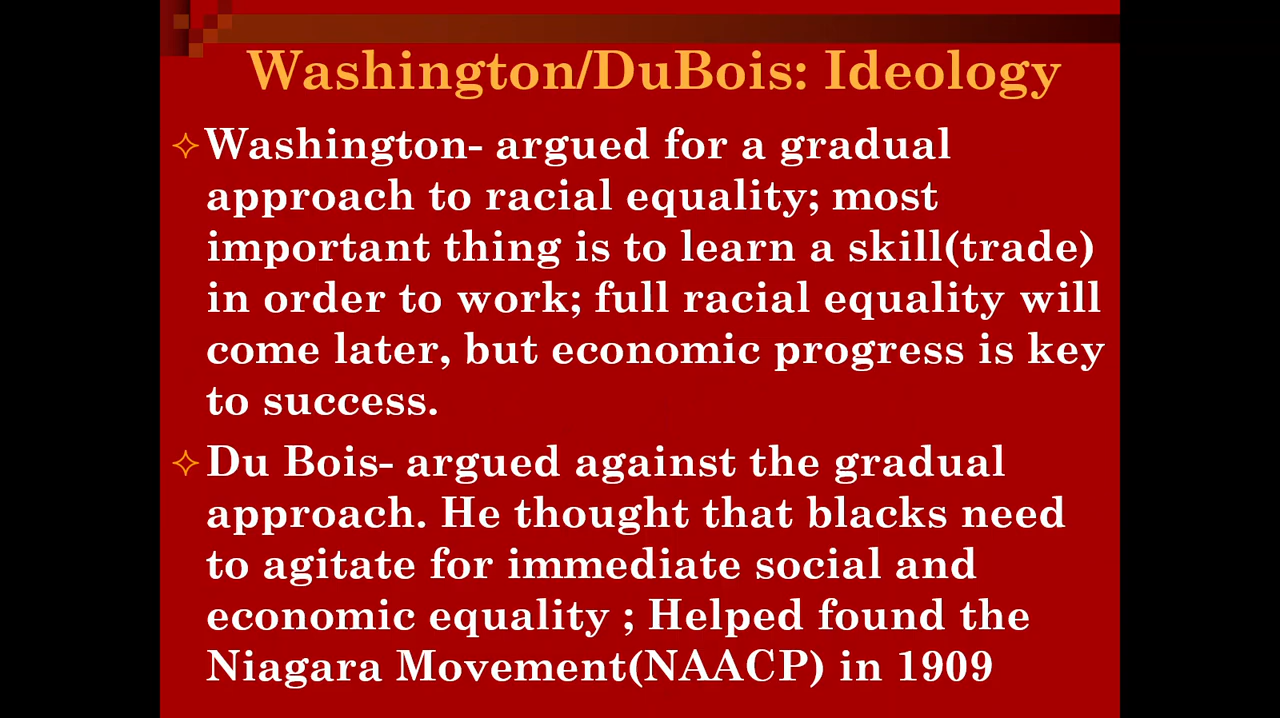 Washington/DuBois: Ideology
Washington- argued for a gradual
approach to racial equality; most
important thing is to learn a skill(trade)
in order to work; full racial equality will
come later, but economic progress is key
to success.
Du Bois- argued against the gradual
approach. He thought that blacks need
to agitate for immediate social and
economic equality ; Helped found the
Niagara Movement(NAACP) in 1909